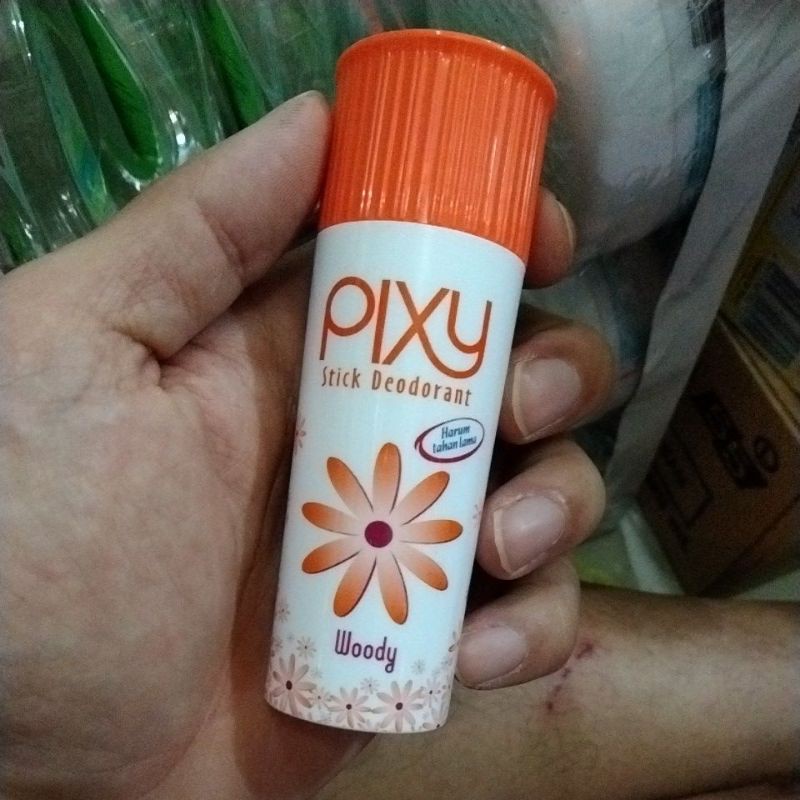 PIXY
Stick Deodorant
Harum
tahan lama
Woody